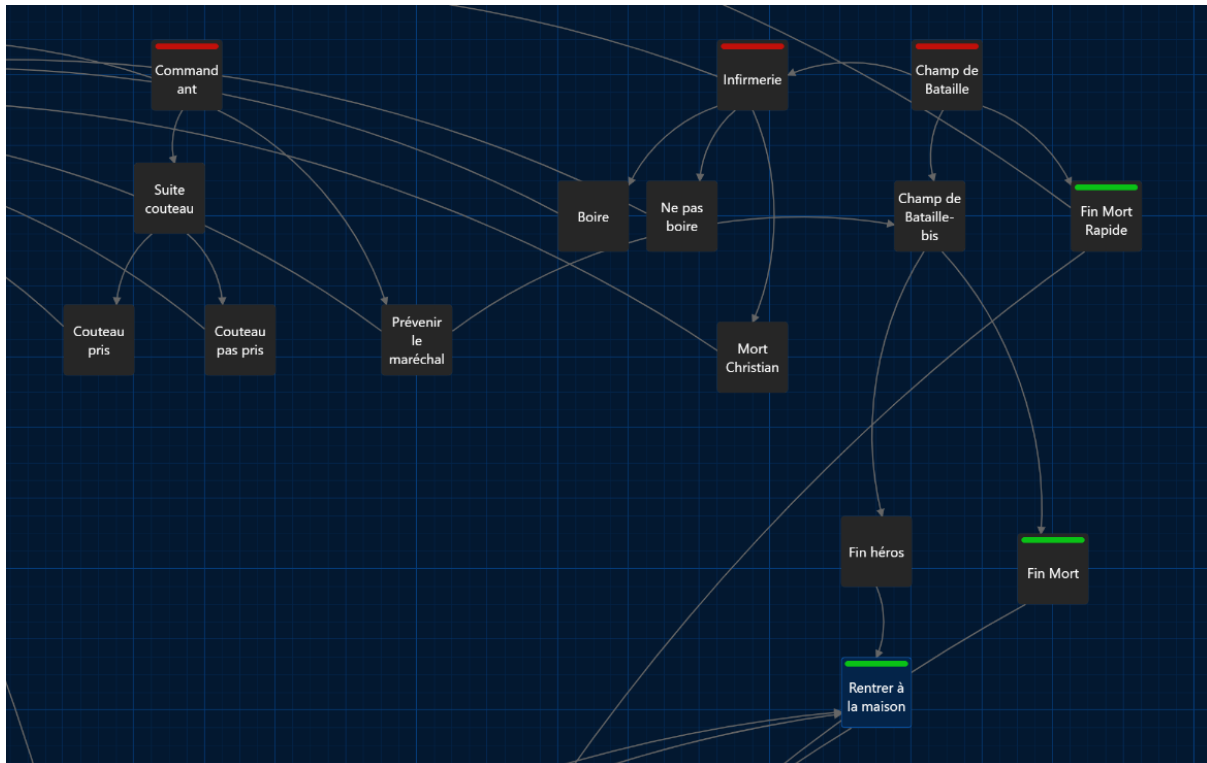 Command
ant
Infirmerie
Champ de
Bataille
Suite
couteau
Boire
Ne pas
boire
Champ de
Bataille-
bis
Fin Mort
Rapide
Couteau
pris
Couteau
pas pris
Prévenir
le
maréchal
Mort
Christian
Fin héros
Fin Mort
Rentrer à
la maison